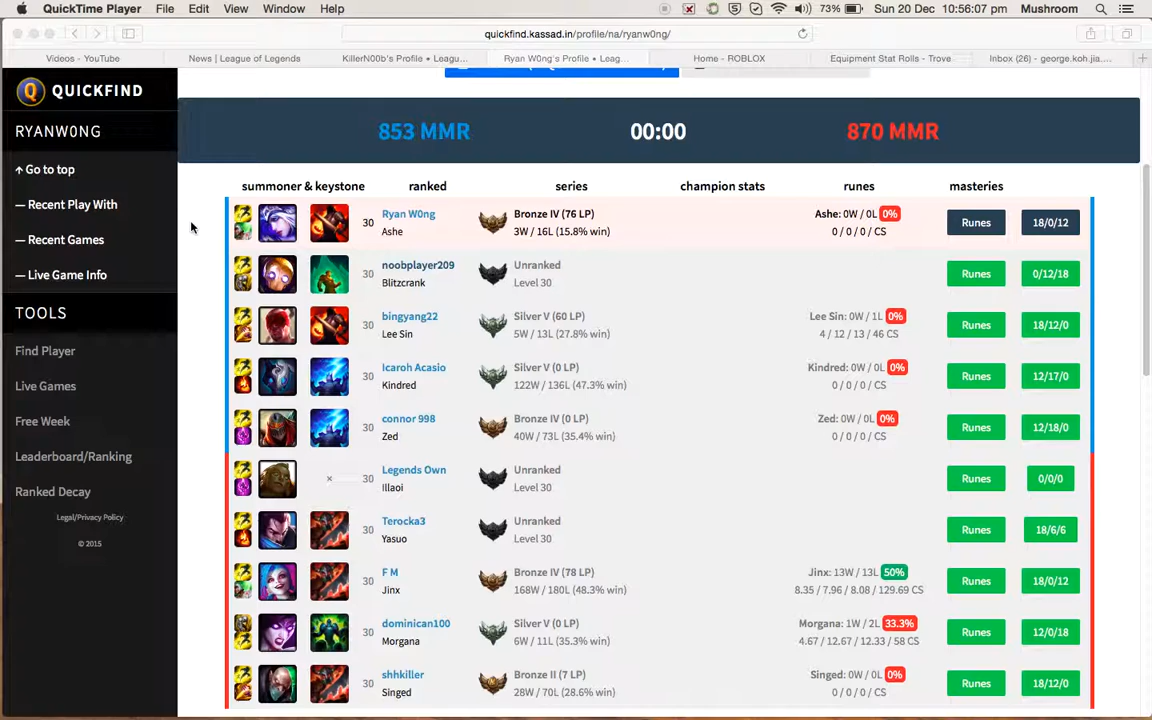 QuickTime Player File Edit View Window Help 73% Sun 20 Dec 10:56:07 pm Mushroom
quickfind.kassad.in/profile/na/ryanw0ng/
Videos - YouTube News | League of Legends KillerN00b's Profile • Leagu... Ryan W0ng's Profile • Leag... Home - ROBLOX Equipment Stat Rolls - Trove... Inbox (26) - george.koh.jia....
QUICKFIND
RYANW0NG
↑ Go to top
— Recent Play With
— Recent Games
— Live Game Info
TOOLS
Find Player
Live Games
Free Week
Leaderboard/Ranking
Ranked Decay
Legal/Privacy Policy
© 2015
853 MMR 00:00 870 MMR
summoner & keystone ranked series champion stats runes masteries
30 Ryan W0ng Bronze IV (76 LP) Ashe: 0W / 0L 0% Runes 18/0/12
Ashe 3W / 16L (15.8% win) 0 / 0 / 0 / CS
30 noobplayer209 Unranked Runes 0/12/18
Blitzcrank Level 30
30 bingyang22 Silver V (60 LP) Lee Sin: 0W / 1L 0% Runes 18/12/0
Lee Sin 5W / 13L (27.8% win) 4 / 12 / 13 / 46 CS
30 Icaroh Acasio Silver V (0 LP) Kindred: 0W / 0L 0% Runes 12/17/0
Kindred 122W / 136L (47.3% win) 0 / 0 / 0 / CS
30 connor 998 Bronze IV (0 LP) Zed: 0W / 0L 0% Runes 12/18/0
Zed 40W / 73L (35.4% win) 0 / 0 / 0 / CS
× 30 Legends Own Unranked Runes 0/0/0
Illaoi Level 30
30 Terocka3 Unranked Runes 18/6/6
Yasuo Level 30
30 F M Bronze IV (78 LP) Jinx: 13W / 13L 50% Runes 18/0/12
Jinx 168W / 180L (48.3% win) 8.35 / 7.96 / 8.08 / 129.69 CS
30 dominican100 Silver V (0 LP) Morgana: 1W / 2L 33.3% Runes 12/0/18
Morgana 6W / 11L (35.3% win) 4.67 / 12.67 / 12.33 / 58 CS
30 shhkiller Bronze II (7 LP) Singed: 0W / 0L 0% Runes 18/12/0
Singed 28W / 70L (28.6% win) 0 / 0 / 0 / CS